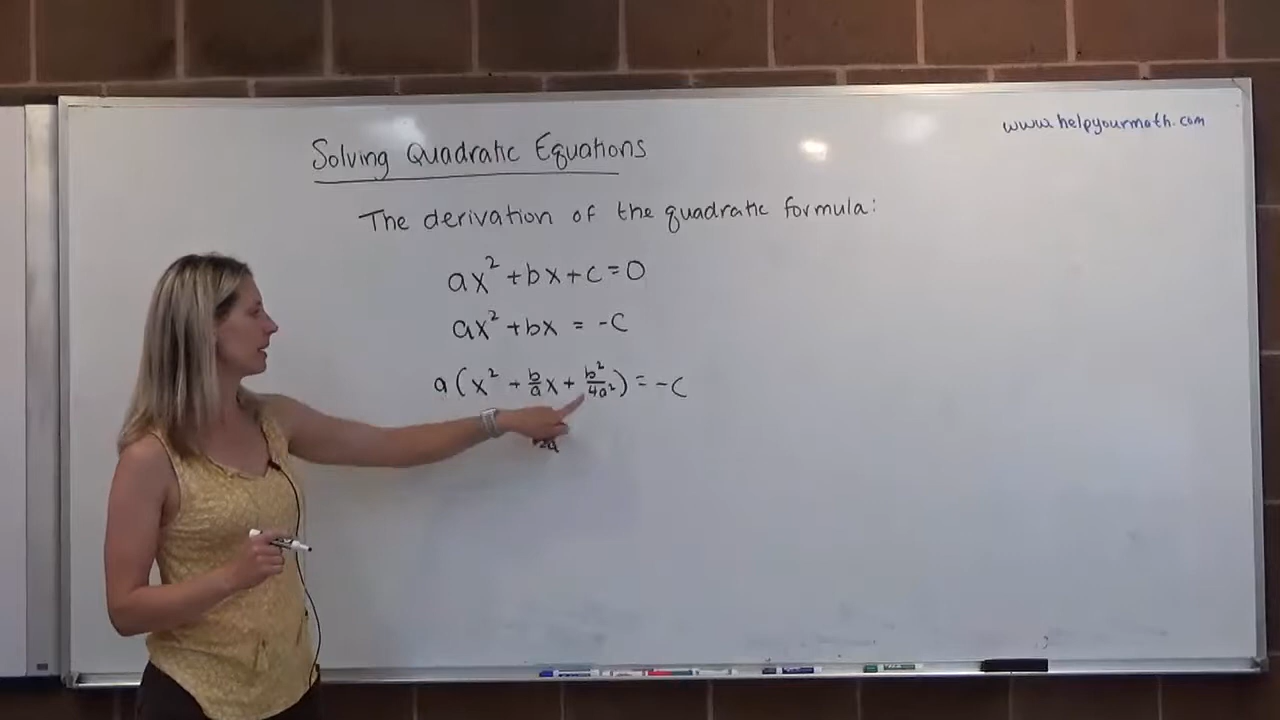 www.helpyourmath.com
Solving Quadratic Equations
The derivation of the quadratic formula:
ax² + bx + c = 0
ax² + bx = -c
a(x² + b/a x + b²/4a²) = -c
2a